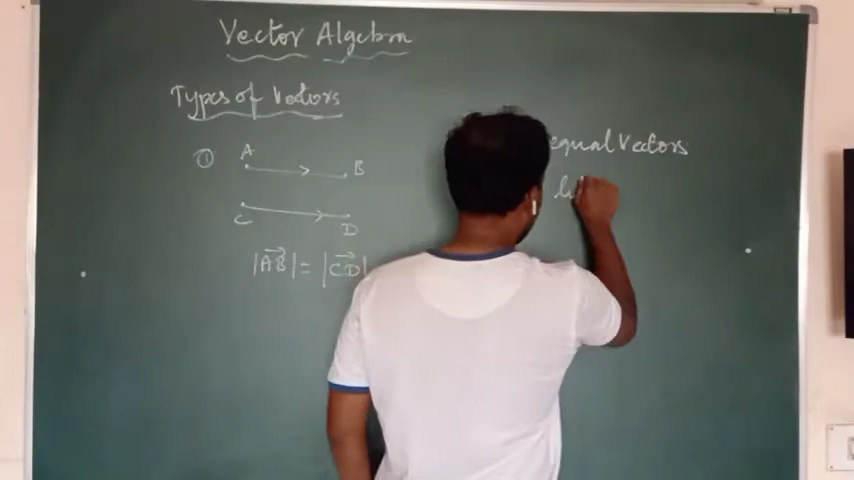 Vector Algebra
Types of Vectors
① A B
C D
|AB→| = |CD→|
equal Vectors